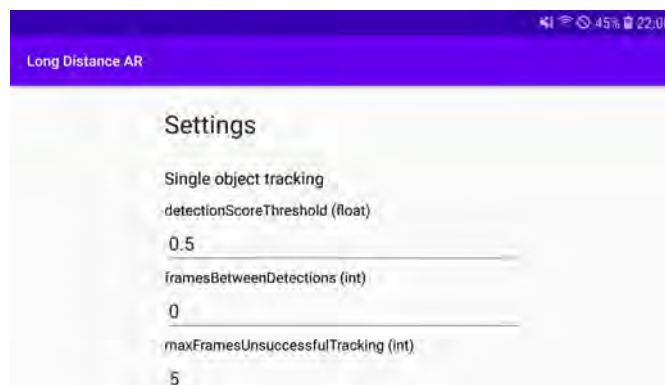 45% 22:0
Long Distance AR
Settings
Single object tracking
detectionScoreThreshold (float)
0.5
framesBetweenDetections (int)
0
maxFramesUnsuccessfulTracking (int)
5